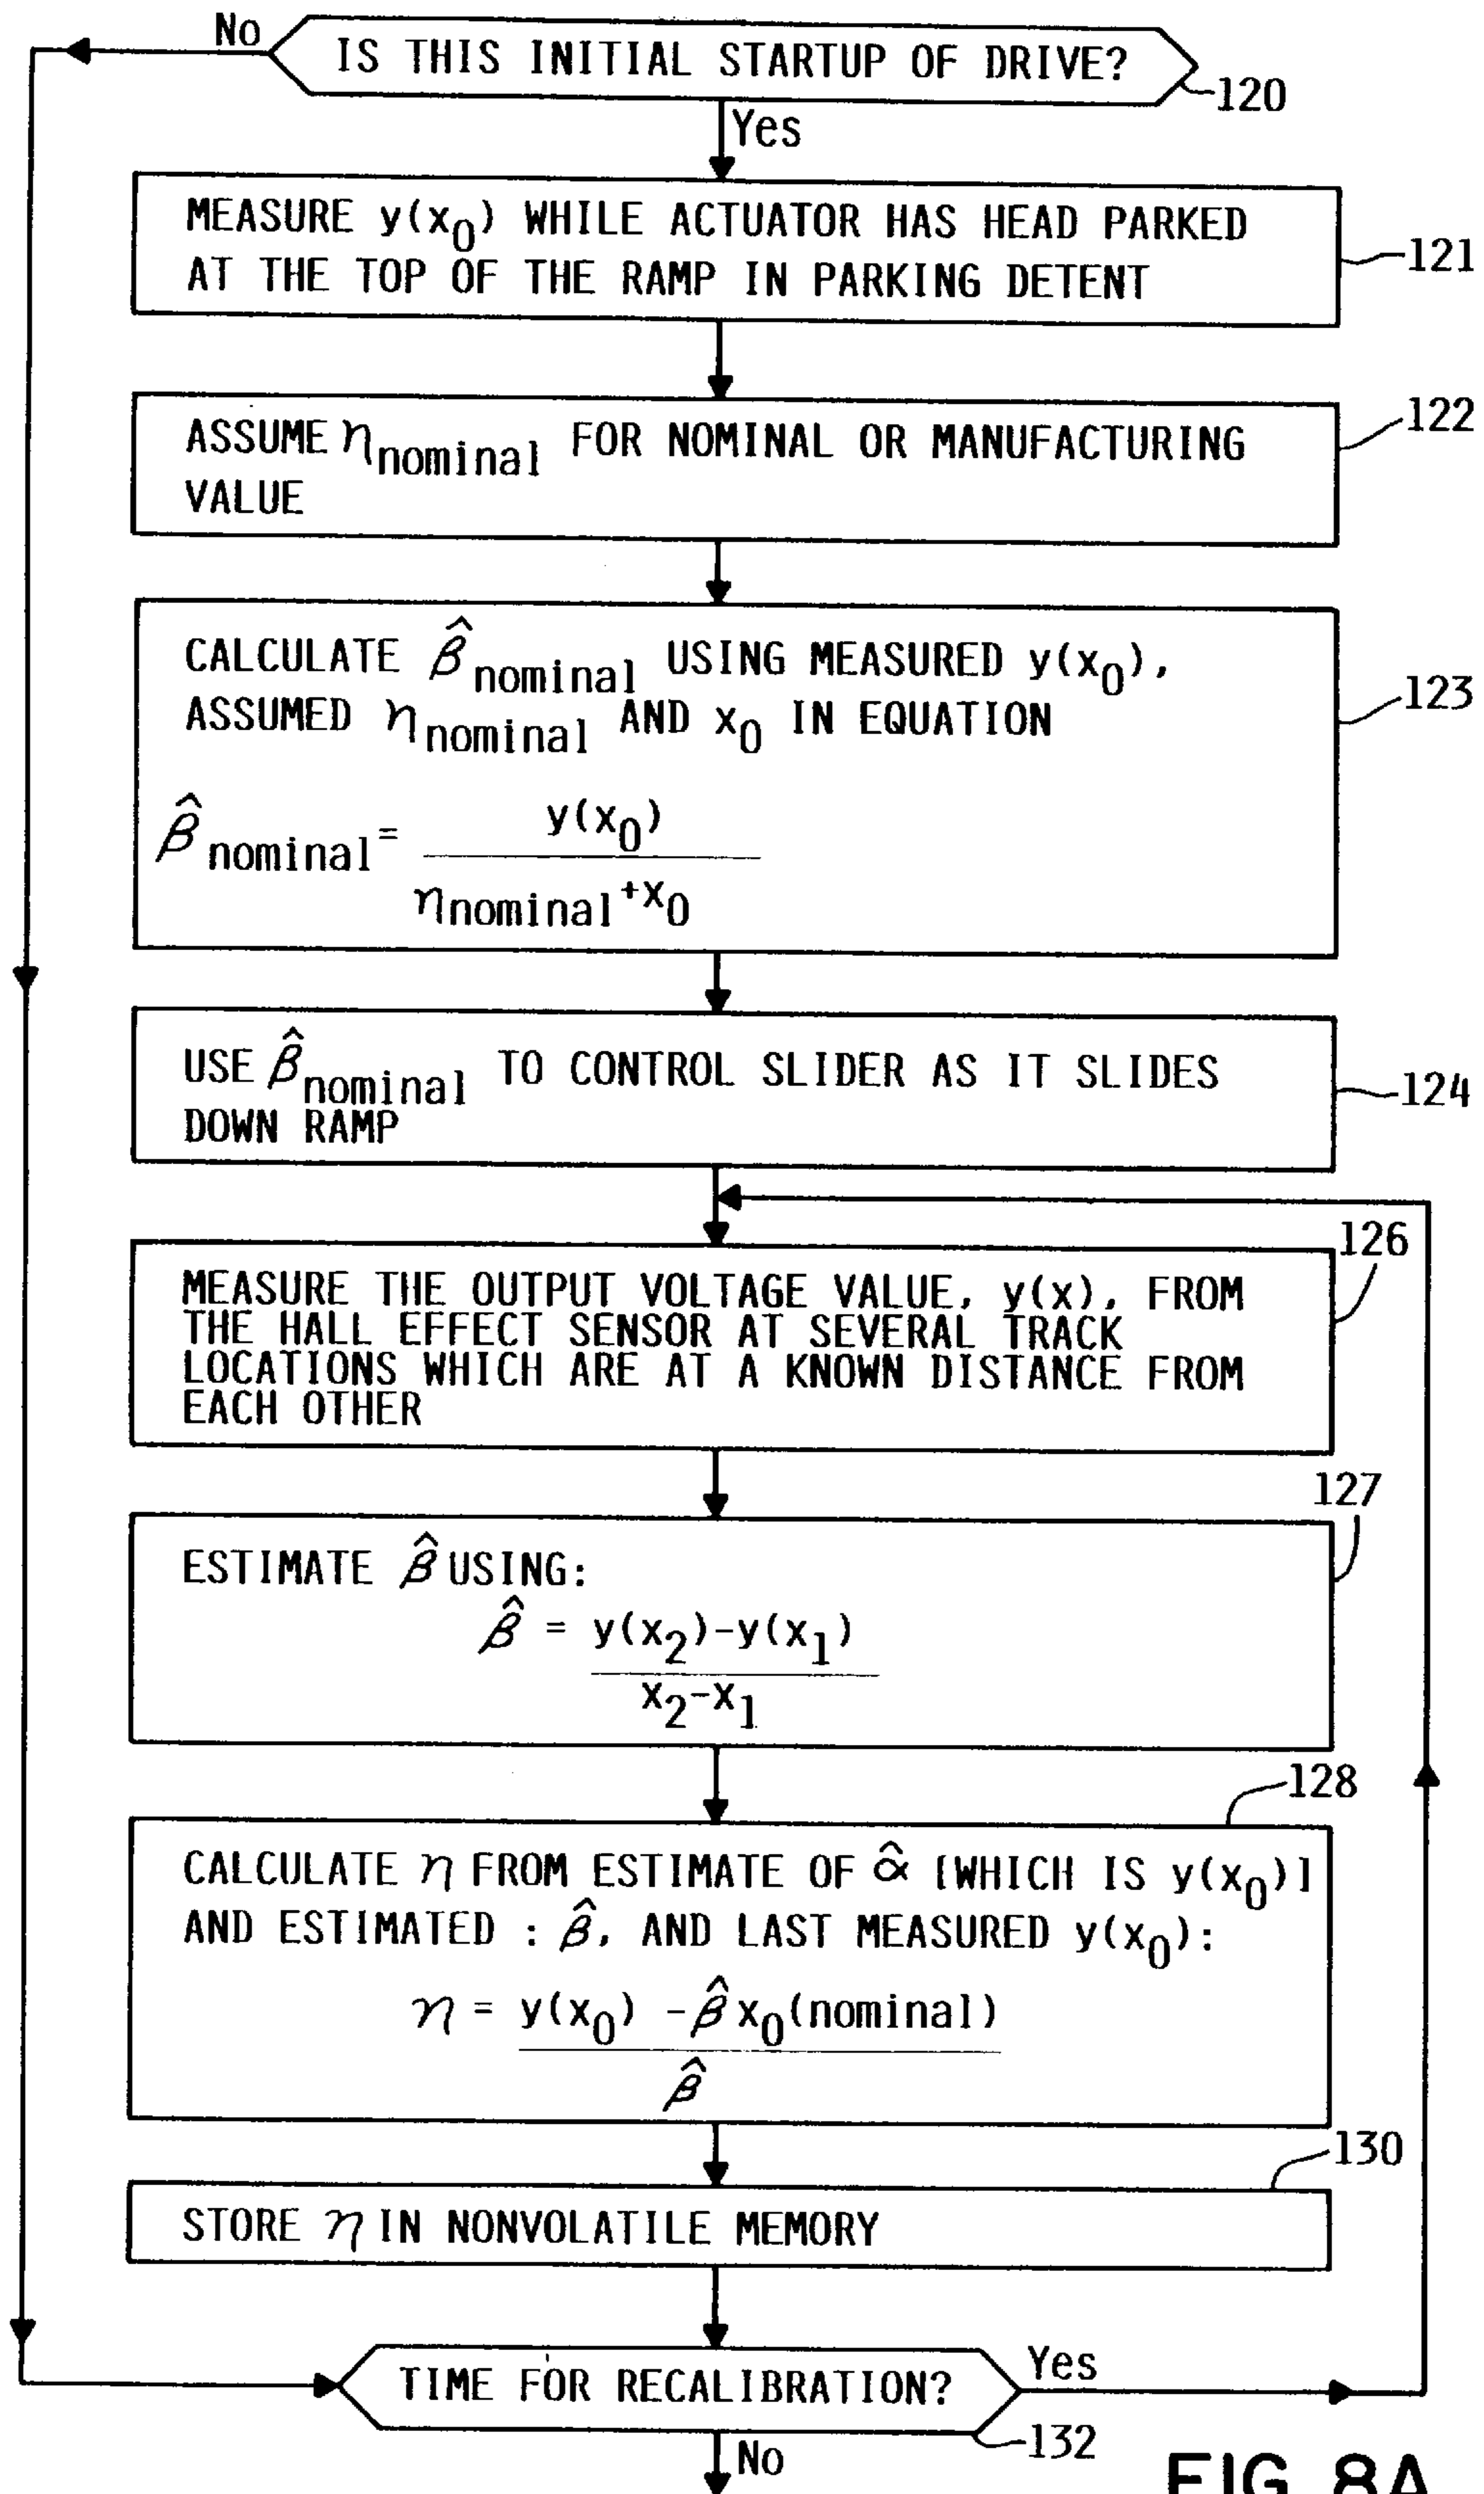 No
IS THIS INITIAL STARTUP OF DRIVE?
120
Yes
MEASURE y(x0) WHILE ACTUATOR HAS HEAD PARKED
AT THE TOP OF THE RAMP IN PARKING DETENT
121
ASSUME ηnominal FOR NOMINAL OR MANUFACTURING
VALUE
122
CALCULATE β̂nominal USING MEASURED y(x0),
ASSUMED ηnominal AND x0 IN EQUATION
123
β̂nominal= y(x0)
ηnominal+x0
USE β̂nominal TO CONTROL SLIDER AS IT SLIDES
DOWN RAMP
124
126
MEASURE THE OUTPUT VOLTAGE VALUE, y(x), FROM
THE HALL EFFECT SENSOR AT SEVERAL TRACK
LOCATIONS WHICH ARE AT A KNOWN DISTANCE FROM
EACH OTHER
127
ESTIMATE β̂ USING:
β̂ = y(x2)-y(x1)
x2-x1
128
CALCULATE η FROM ESTIMATE OF α̂ [WHICH IS y(x0)]
AND ESTIMATED : β̂, AND LAST MEASURED y(x0):
η = y(x0) -β̂x0(nominal)
β̂
130
STORE η IN NONVOLATILE MEMORY
TIME FOR RECALIBRATION?
Yes
132
No
FIG. 8A